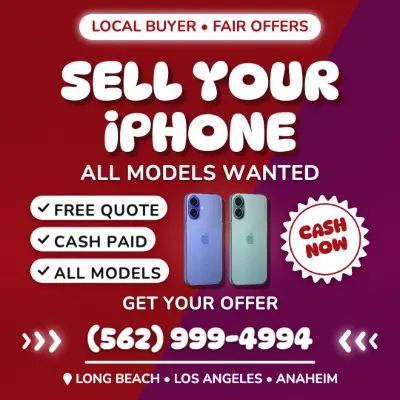 LOCAL BUYER • FAIR OFFERS
SELL YOUR
iPHONE
ALL MODELS WANTED
✓ FREE QUOTE
✓ CASH PAID
✓ ALL MODELS
CASH
NOW
GET YOUR OFFER
(562) 999-4994
LONG BEACH • LOS ANGELES • ANAHEIM